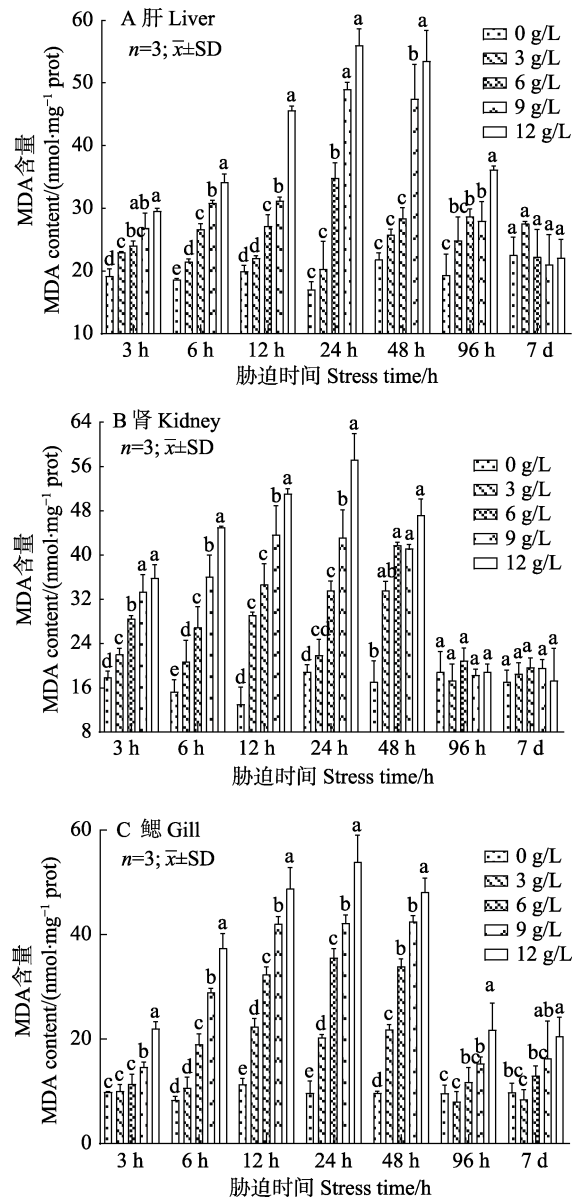 A 肝 Liver
n=3; x̅±SD
0 g/L
3 g/L
6 g/L
9 g/L
12 g/L
MDA含量
MDA content/(nmol·mg⁻¹ prot)
60
50
40
30
20
10
d c c ab a
e c c b a
c d c b a
c c b a a
c c c b a
c bc b b a
a a a a a
3 h 6 h 12 h 24 h 48 h 96 h 7 d
胁迫时间 Stress time/h
B 肾 Kidney
n=3; x̅±SD
0 g/L
3 g/L
6 g/L
9 g/L
12 g/L
MDA含量
MDA content/(nmol·mg⁻¹ prot)
64
56
48
40
32
24
16
8
d c b a a
e d c b a
d c c b a
d cd c b a
b ab a a a
a a a a a
a a a a a
3 h 6 h 12 h 24 h 48 h 96 h 7 d
胁迫时间 Stress time/h
C 鳃 Gill
n=3; x̅±SD
0 g/L
3 g/L
6 g/L
9 g/L
12 g/L
MDA含量
MDA content/(nmol·mg⁻¹ prot)
60
40
20
0
c c c b a
d d c b a
e d c b a
e d c b a
d c b b a
c c bc b a
bc c bc ab a
3 h 6 h 12 h 24 h 48 h 96 h 7 d
胁迫时间 Stress time/h